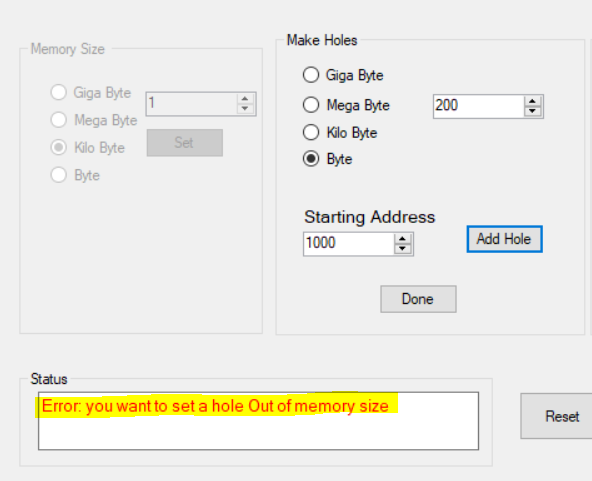 Memory Size
Giga Byte
1
Mega Byte
Kilo Byte
Set
Byte
Make Holes
Giga Byte
Mega Byte
200
Kilo Byte
Byte
Starting Address
1000
Add Hole
Done
Status
Error: you want to set a hole Out of memory size
Reset